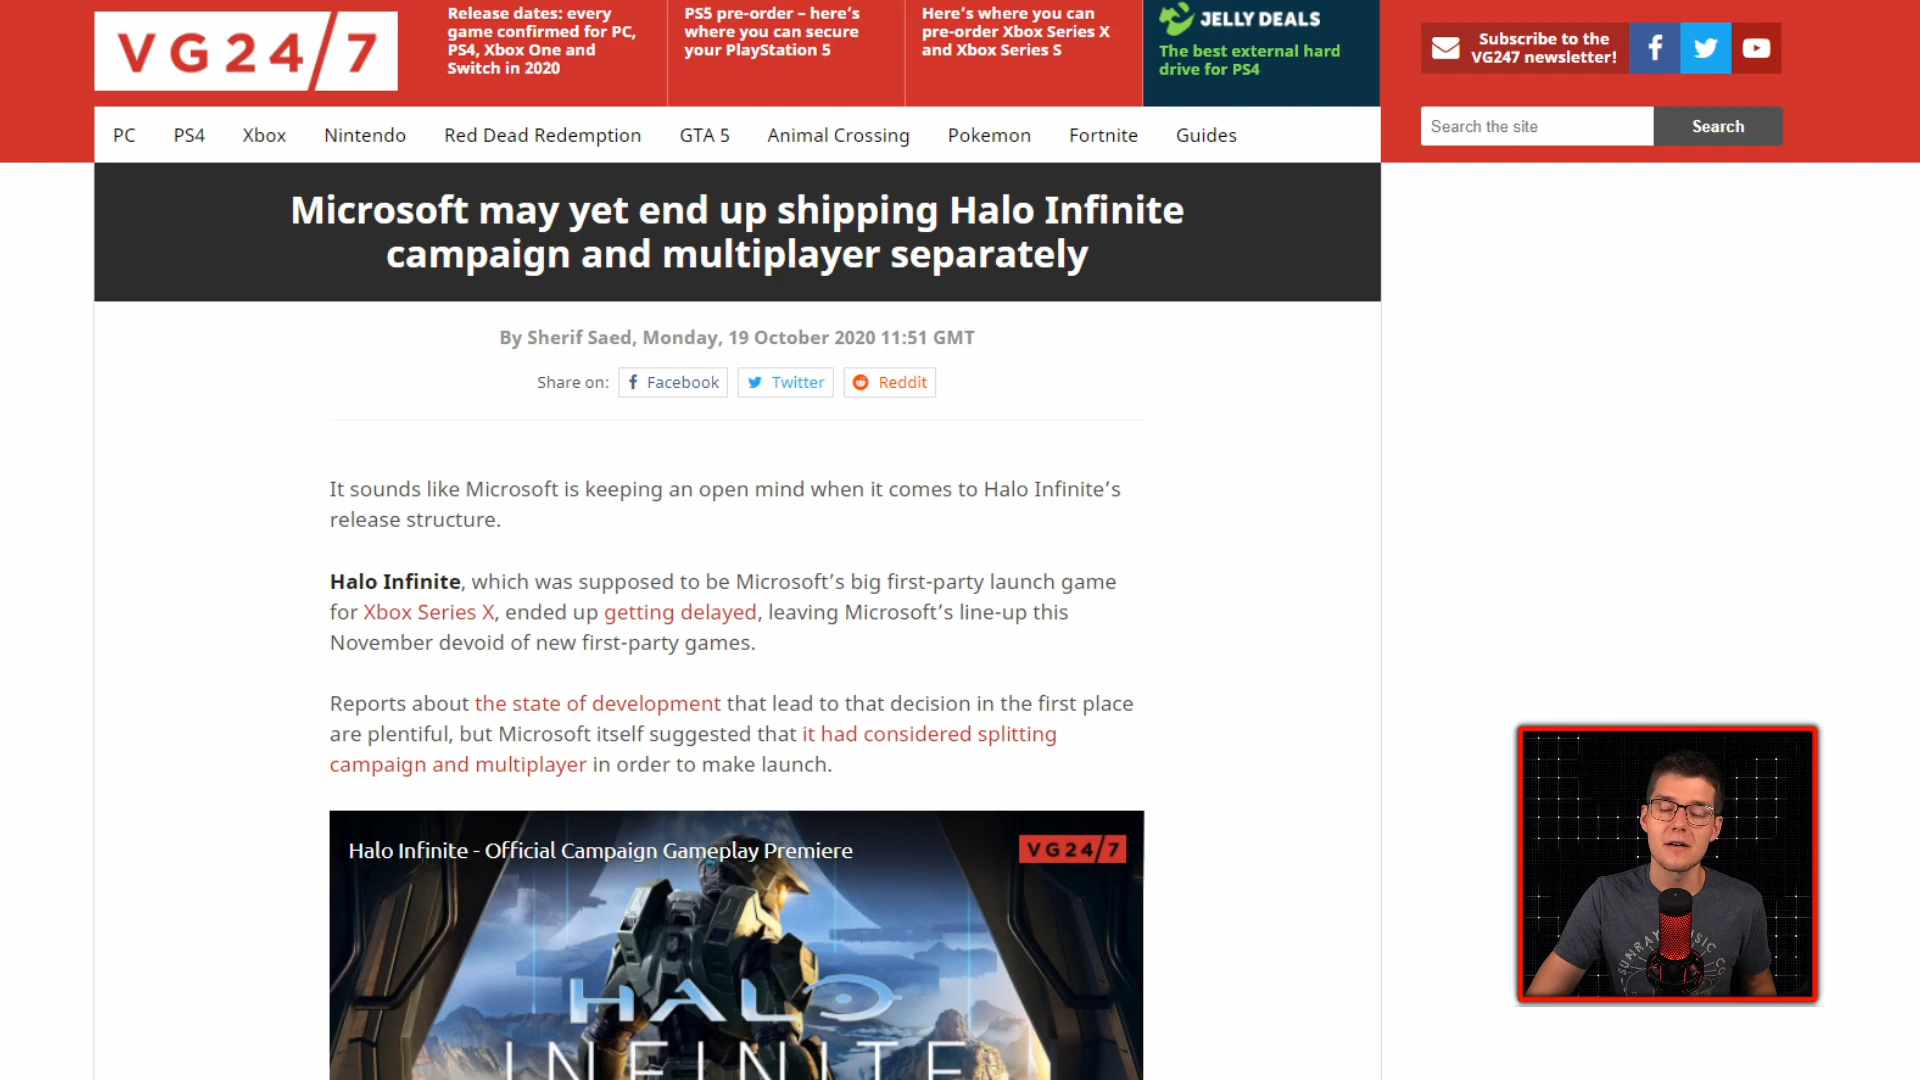 VG24/7
Release dates: every
game confirmed for PC,
PS4, Xbox One and
Switch in 2020
PS5 pre-order – here’s
where you can secure
your PlayStation 5
Here’s where you can
pre-order Xbox Series X
and Xbox Series S
JELLY DEALS
The best external hard
drive for PS4
Subscribe to the
VG247 newsletter!
Search the site
Search
PC PS4 Xbox Nintendo Red Dead Redemption GTA 5 Animal Crossing Pokemon Fortnite Guides
Microsoft may yet end up shipping Halo Infinite
campaign and multiplayer separately
By Sherif Saed, Monday, 19 October 2020 11:51 GMT
Share on: Facebook Twitter Reddit
It sounds like Microsoft is keeping an open mind when it comes to Halo Infinite’s
release structure.
Halo Infinite, which was supposed to be Microsoft’s big first-party launch game
for Xbox Series X, ended up getting delayed, leaving Microsoft’s line-up this
November devoid of new first-party games.
Reports about the state of development that lead to that decision in the first place
are plentiful, but Microsoft itself suggested that it had considered splitting
campaign and multiplayer in order to make launch.
Halo Infinite - Official Campaign Gameplay Premiere
VG24/7
HALO
INFINITE